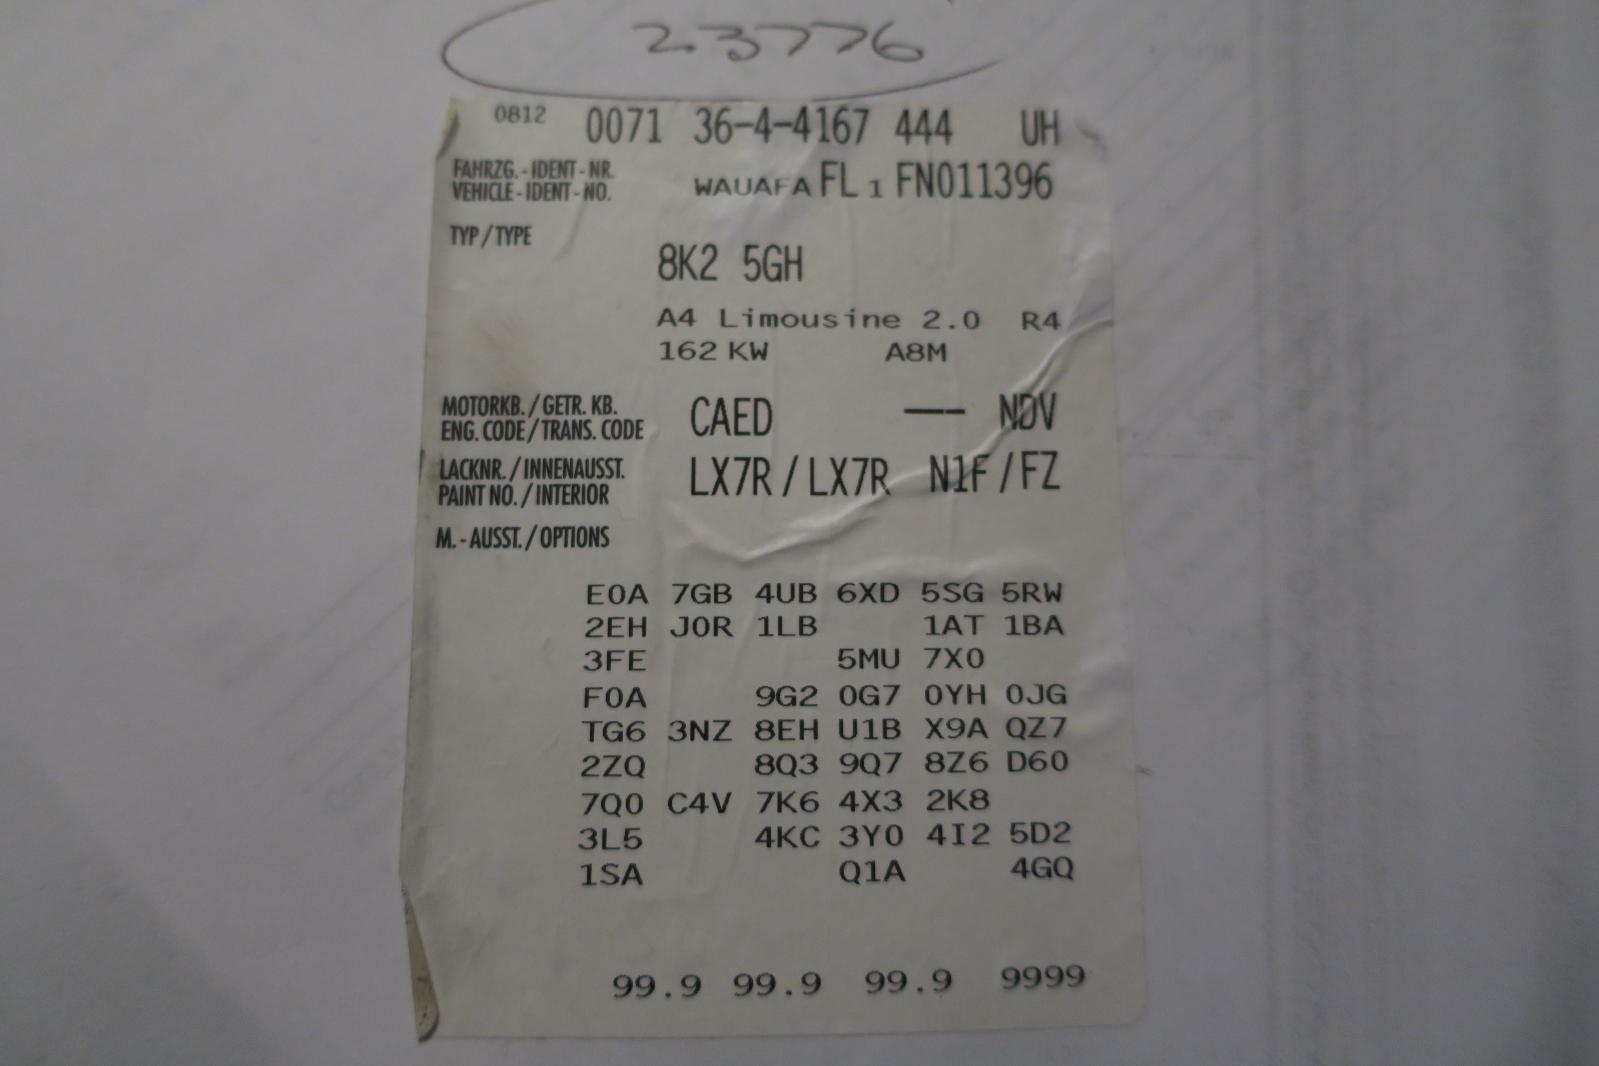 23776
0812 0071 36-4-4167 444 UH
FAHRZG.-IDENT-NR.
VEHICLE-IDENT-NO. WAUAFAFL1FN011396
TYP/TYPE
8K2 5GH
A4 Limousine 2.0 R4
162 KW A8M
MOTORKB./GETR. KB.
ENG. CODE/TRANS. CODE CAED —— NDV
LACKNR./INNENAUSST.
PAINT NO./INTERIOR LX7R/LX7R N1F/FZ
M.-AUSST./OPTIONS
E0A 7GB 4UB 6XD 5SG 5RW
2EH J0R 1LB 1AT 1BA
3FE 5MU 7X0
F0A 9G2 0G7 0YH 0JG
TG6 3NZ 8EH U1B X9A QZ7
2ZQ 8Q3 9Q7 8Z6 D60
7Q0 C4V 7K6 4X3 2K8
3L5 4KC 3Y0 4I2 5D2
1SA Q1A 4GQ
99.9 99.9 99.9 9999